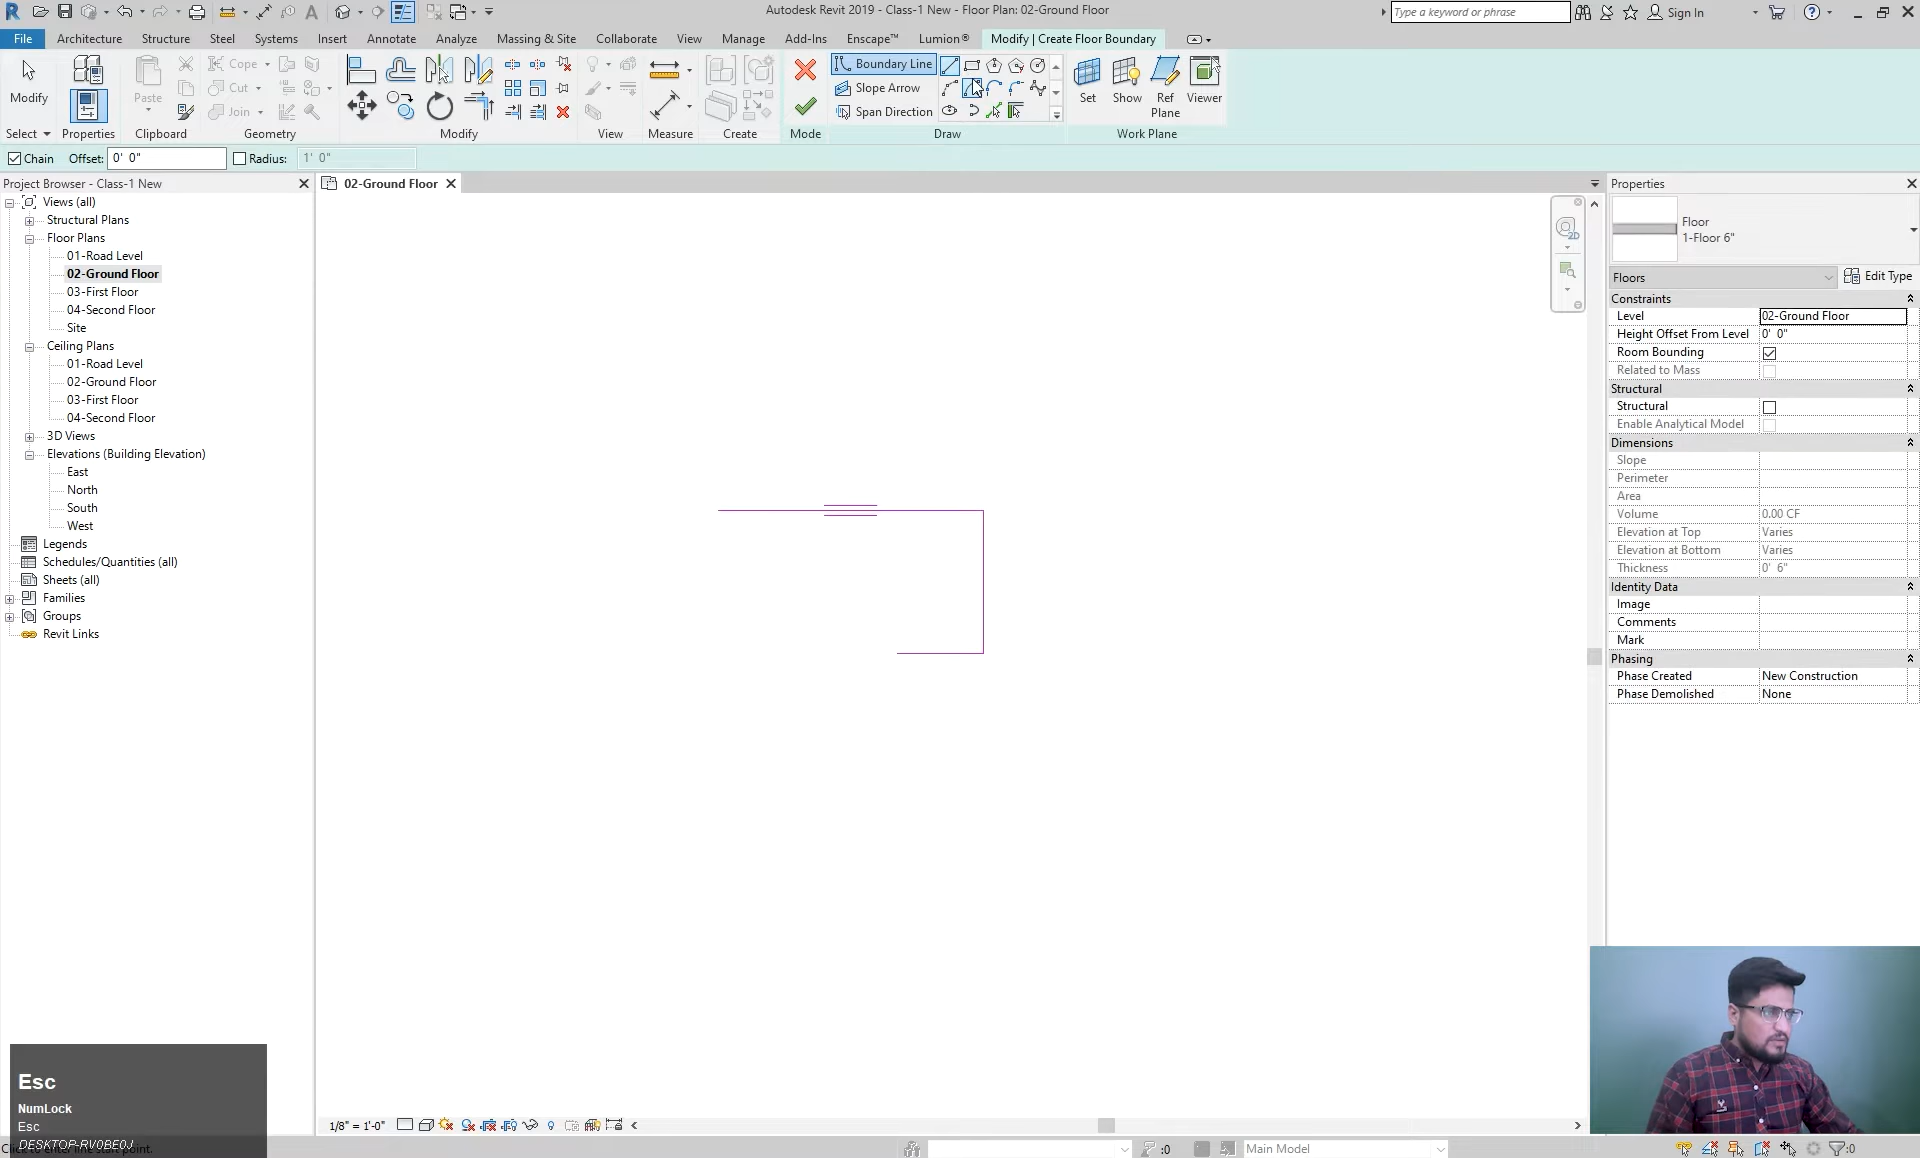 Autodesk Revit 2019 - Class-1 New - Floor Plan: 02-Ground Floor
Type a keyword or phrase
Sign In
File Architecture Structure Steel Systems Insert Annotate Analyze Massing & Site Collaborate View Manage Add-Ins Enscape™ Lumion® Modify | Create Floor Boundary
Modify
Paste
Cope
Cut
Join
Boundary Line
Slope Arrow
Span Direction
Set Show Ref Plane Viewer
Select Properties Clipboard Geometry Modify View Measure Create Mode Draw Work Plane
Chain Offset: 0' 0" Radius: 1' 0"
Project Browser - Class-1 New
Views (all)
Structural Plans
Floor Plans
01-Road Level
02-Ground Floor
03-First Floor
04-Second Floor
Site
Ceiling Plans
01-Road Level
02-Ground Floor
03-First Floor
04-Second Floor
3D Views
Elevations (Building Elevation)
East
North
South
West
Legends
Schedules/Quantities (all)
Sheets (all)
Families
Groups
Revit Links
02-Ground Floor
2D
Properties
Floor
1-Floor 6"
Floors Edit Type
Constraints
Level 02-Ground Floor
Height Offset From Level 0' 0"
Room Bounding
Related to Mass
Structural
Structural
Enable Analytical Model
Dimensions
Slope
Perimeter
Area
Volume 0.00 CF
Elevation at Top Varies
Elevation at Bottom Varies
Thickness 0' 6"
Identity Data
Image
Comments
Mark
Phasing
Phase Created New Construction
Phase Demolished None
Esc
NumLock
Esc
DESKTOP-RV0BE0J
1/8" = 1'-0"
:0 Main Model :0